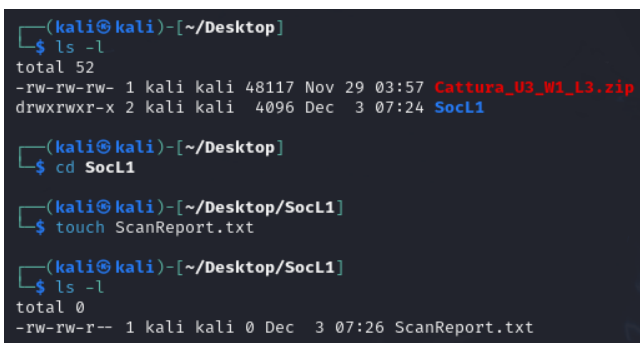 ┌──(kali㉿kali)-[~/Desktop]
└─$ ls -l
total 52
-rw-rw-rw- 1 kali kali 48117 Nov 29 03:57 Cattura_U3_W1_L3.zip
drwxrwxr-x 2 kali kali  4096 Dec  3 07:24 SocL1
┌──(kali㉿kali)-[~/Desktop]
└─$ cd SocL1
┌──(kali㉿kali)-[~/Desktop/SocL1]
└─$ touch ScanReport.txt
┌──(kali㉿kali)-[~/Desktop/SocL1]
└─$ ls -l
total 0
-rw-rw-r-- 1 kali kali 0 Dec  3 07:26 ScanReport.txt